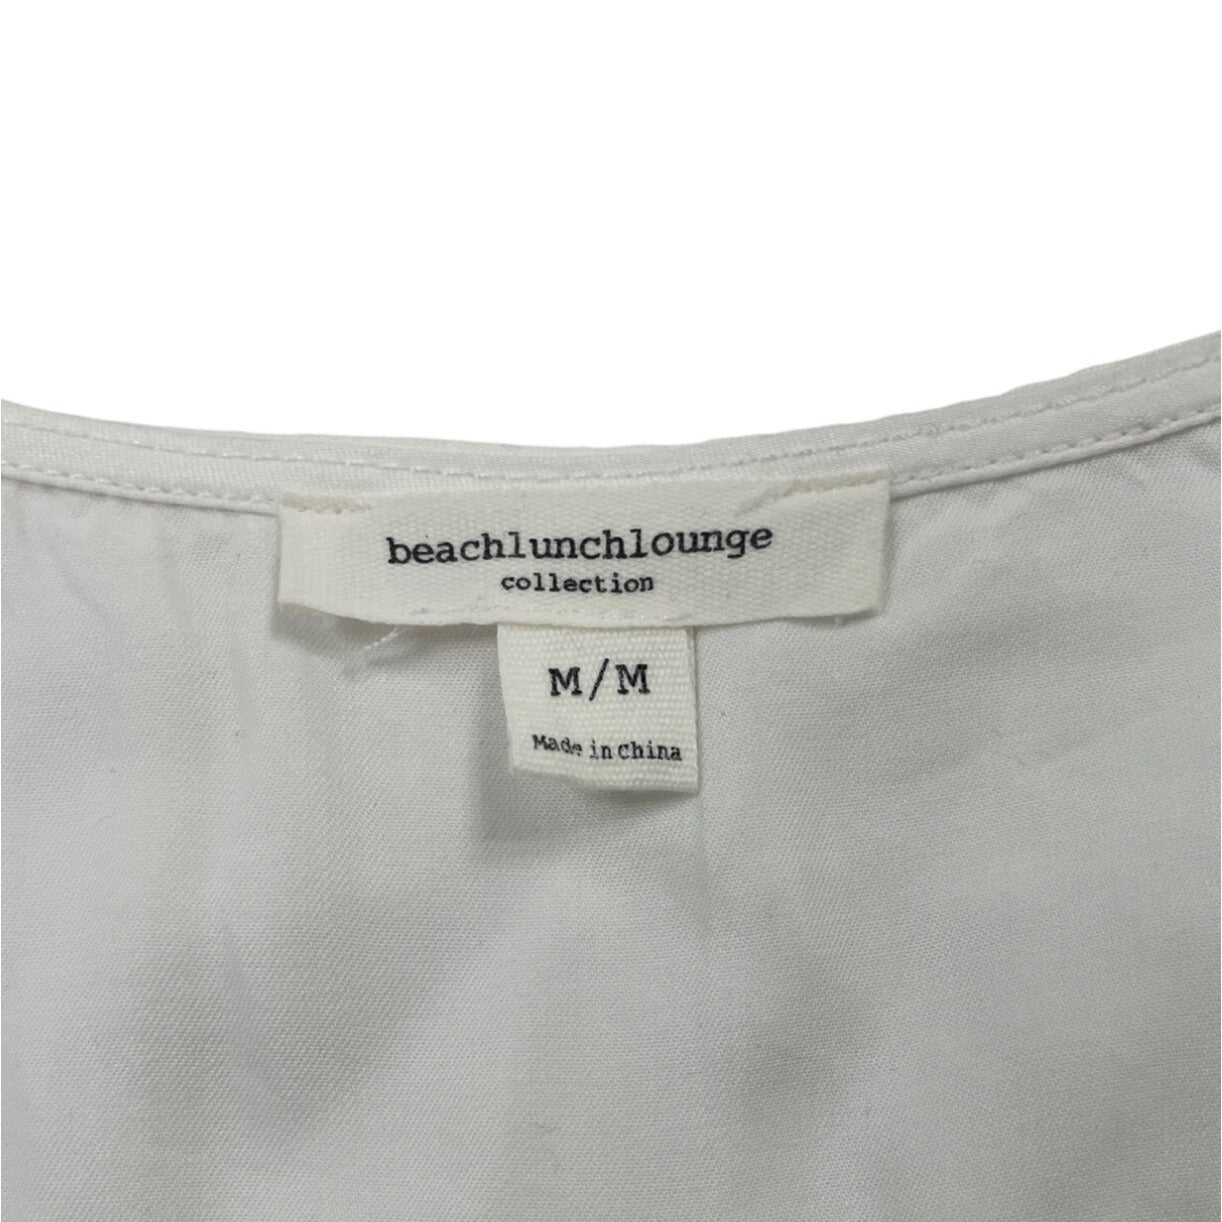 beachlunchlounge
collection
M/M
Made in China